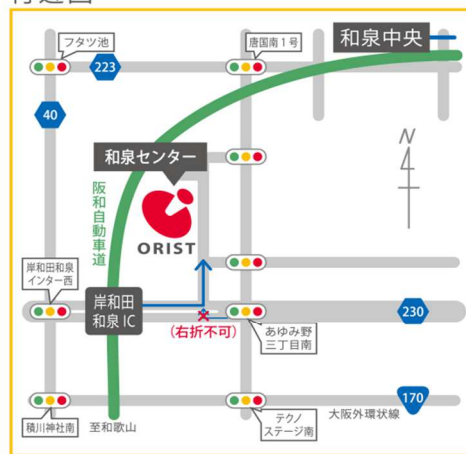 フタツ池
唐国南1号
和泉中央
223
40
和泉センター
N
阪和自動車道
ORIST
岸和田和泉
インター西
岸和田
和泉IC
(右折不可)
あゆみ野
三丁目南
230
170
大阪外環状線
積川神社南
至和歌山
テクノ
ステージ南